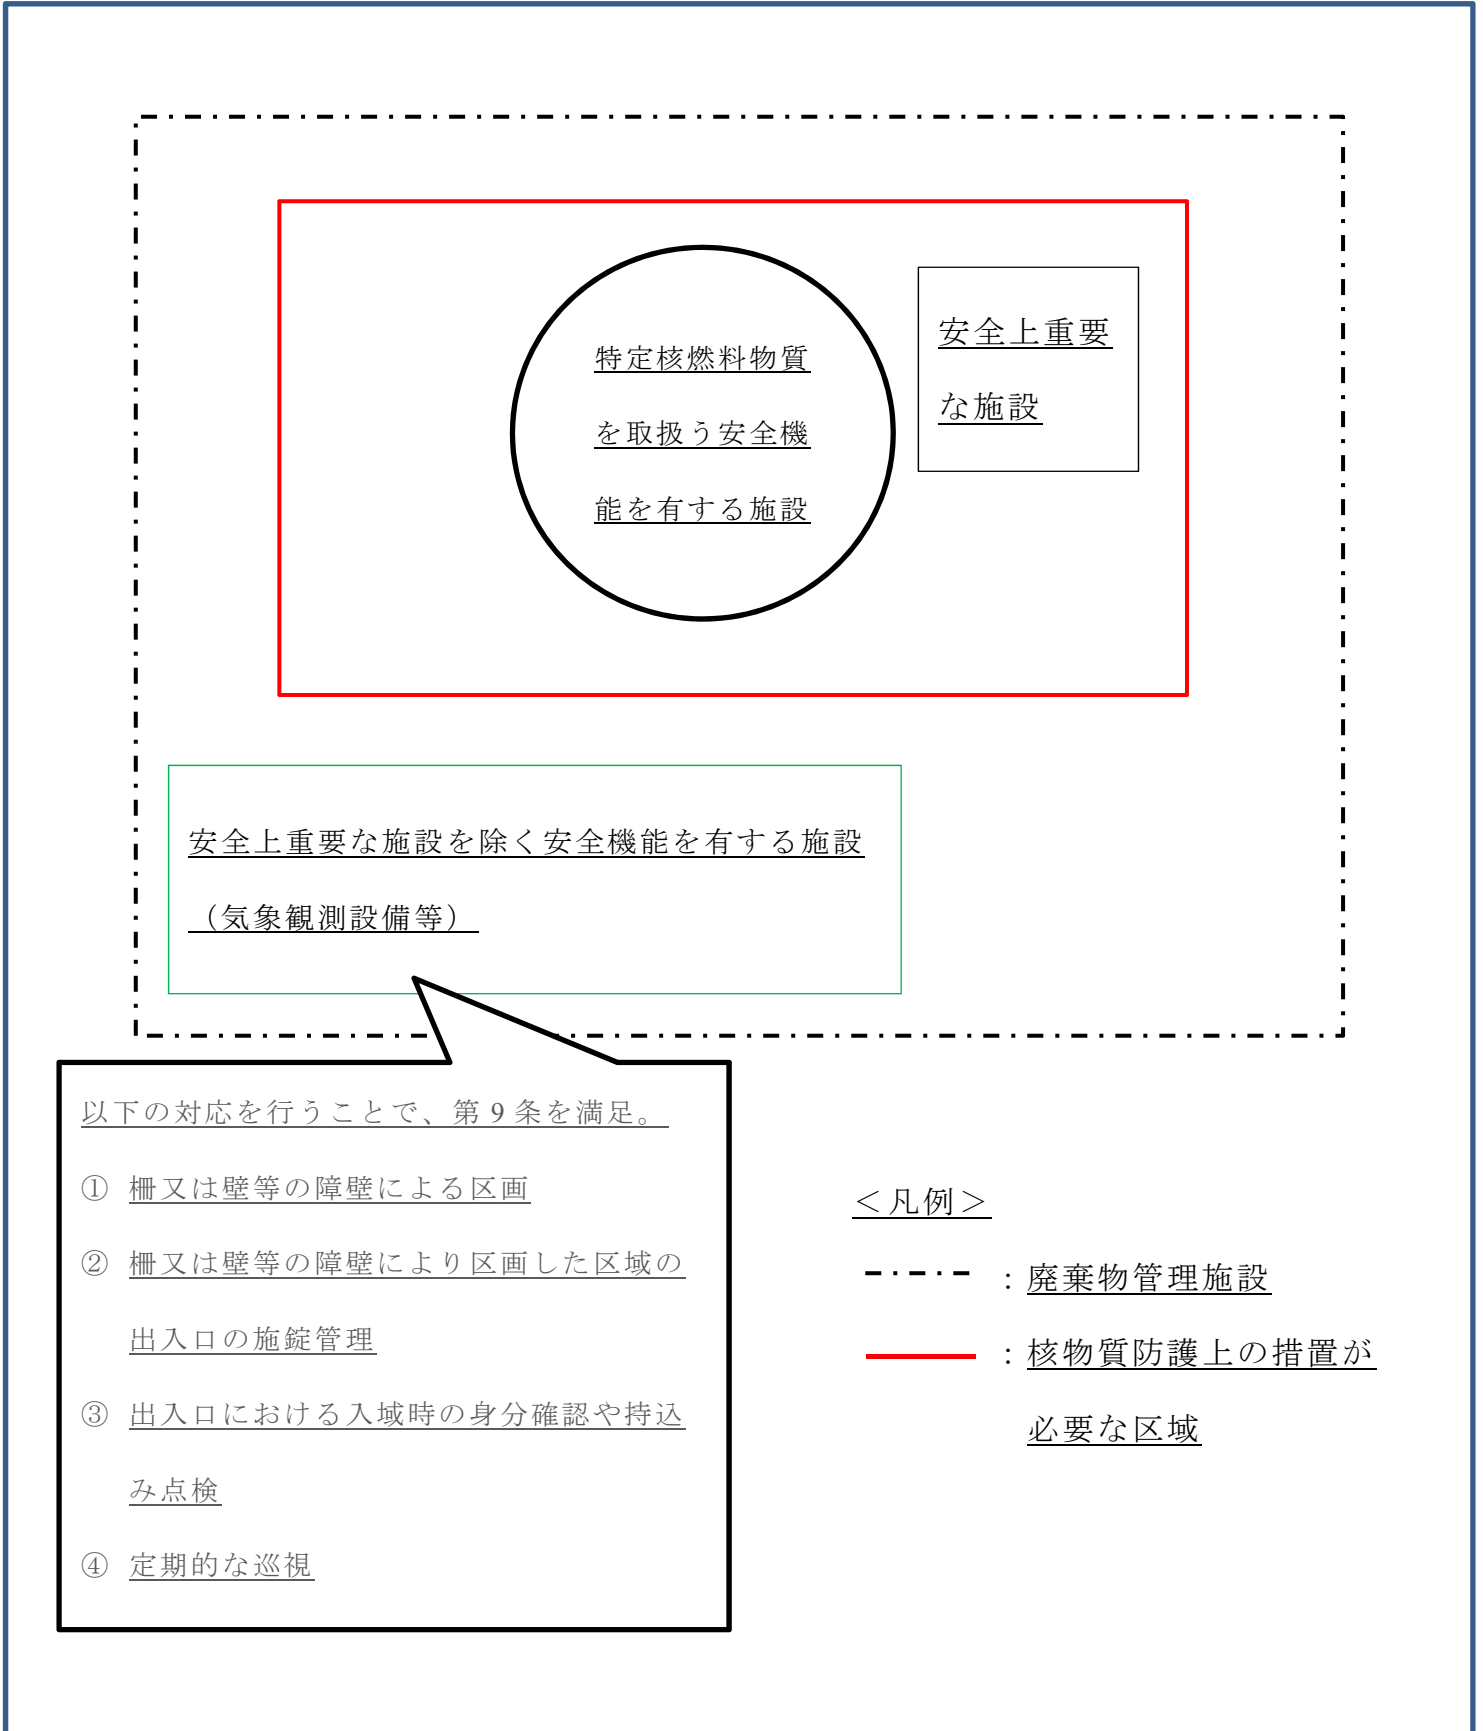 特定核燃料物質
を取扱う安全機
能を有する施設
安全上重要
な施設
安全上重要な施設を除く安全機能を有する施設
（気象観測設備等）
以下の対応を行うことで、第９条を満足。
① 柵又は壁等の障壁による区画
② 柵又は壁等の障壁により区画した区域の
出入口の施錠管理
③ 出入口における入域時の身分確認や持込
み点検
④ 定期的な巡視
＜凡例＞
：廃棄物管理施設
：核物質防護上の措置が
必要な区域